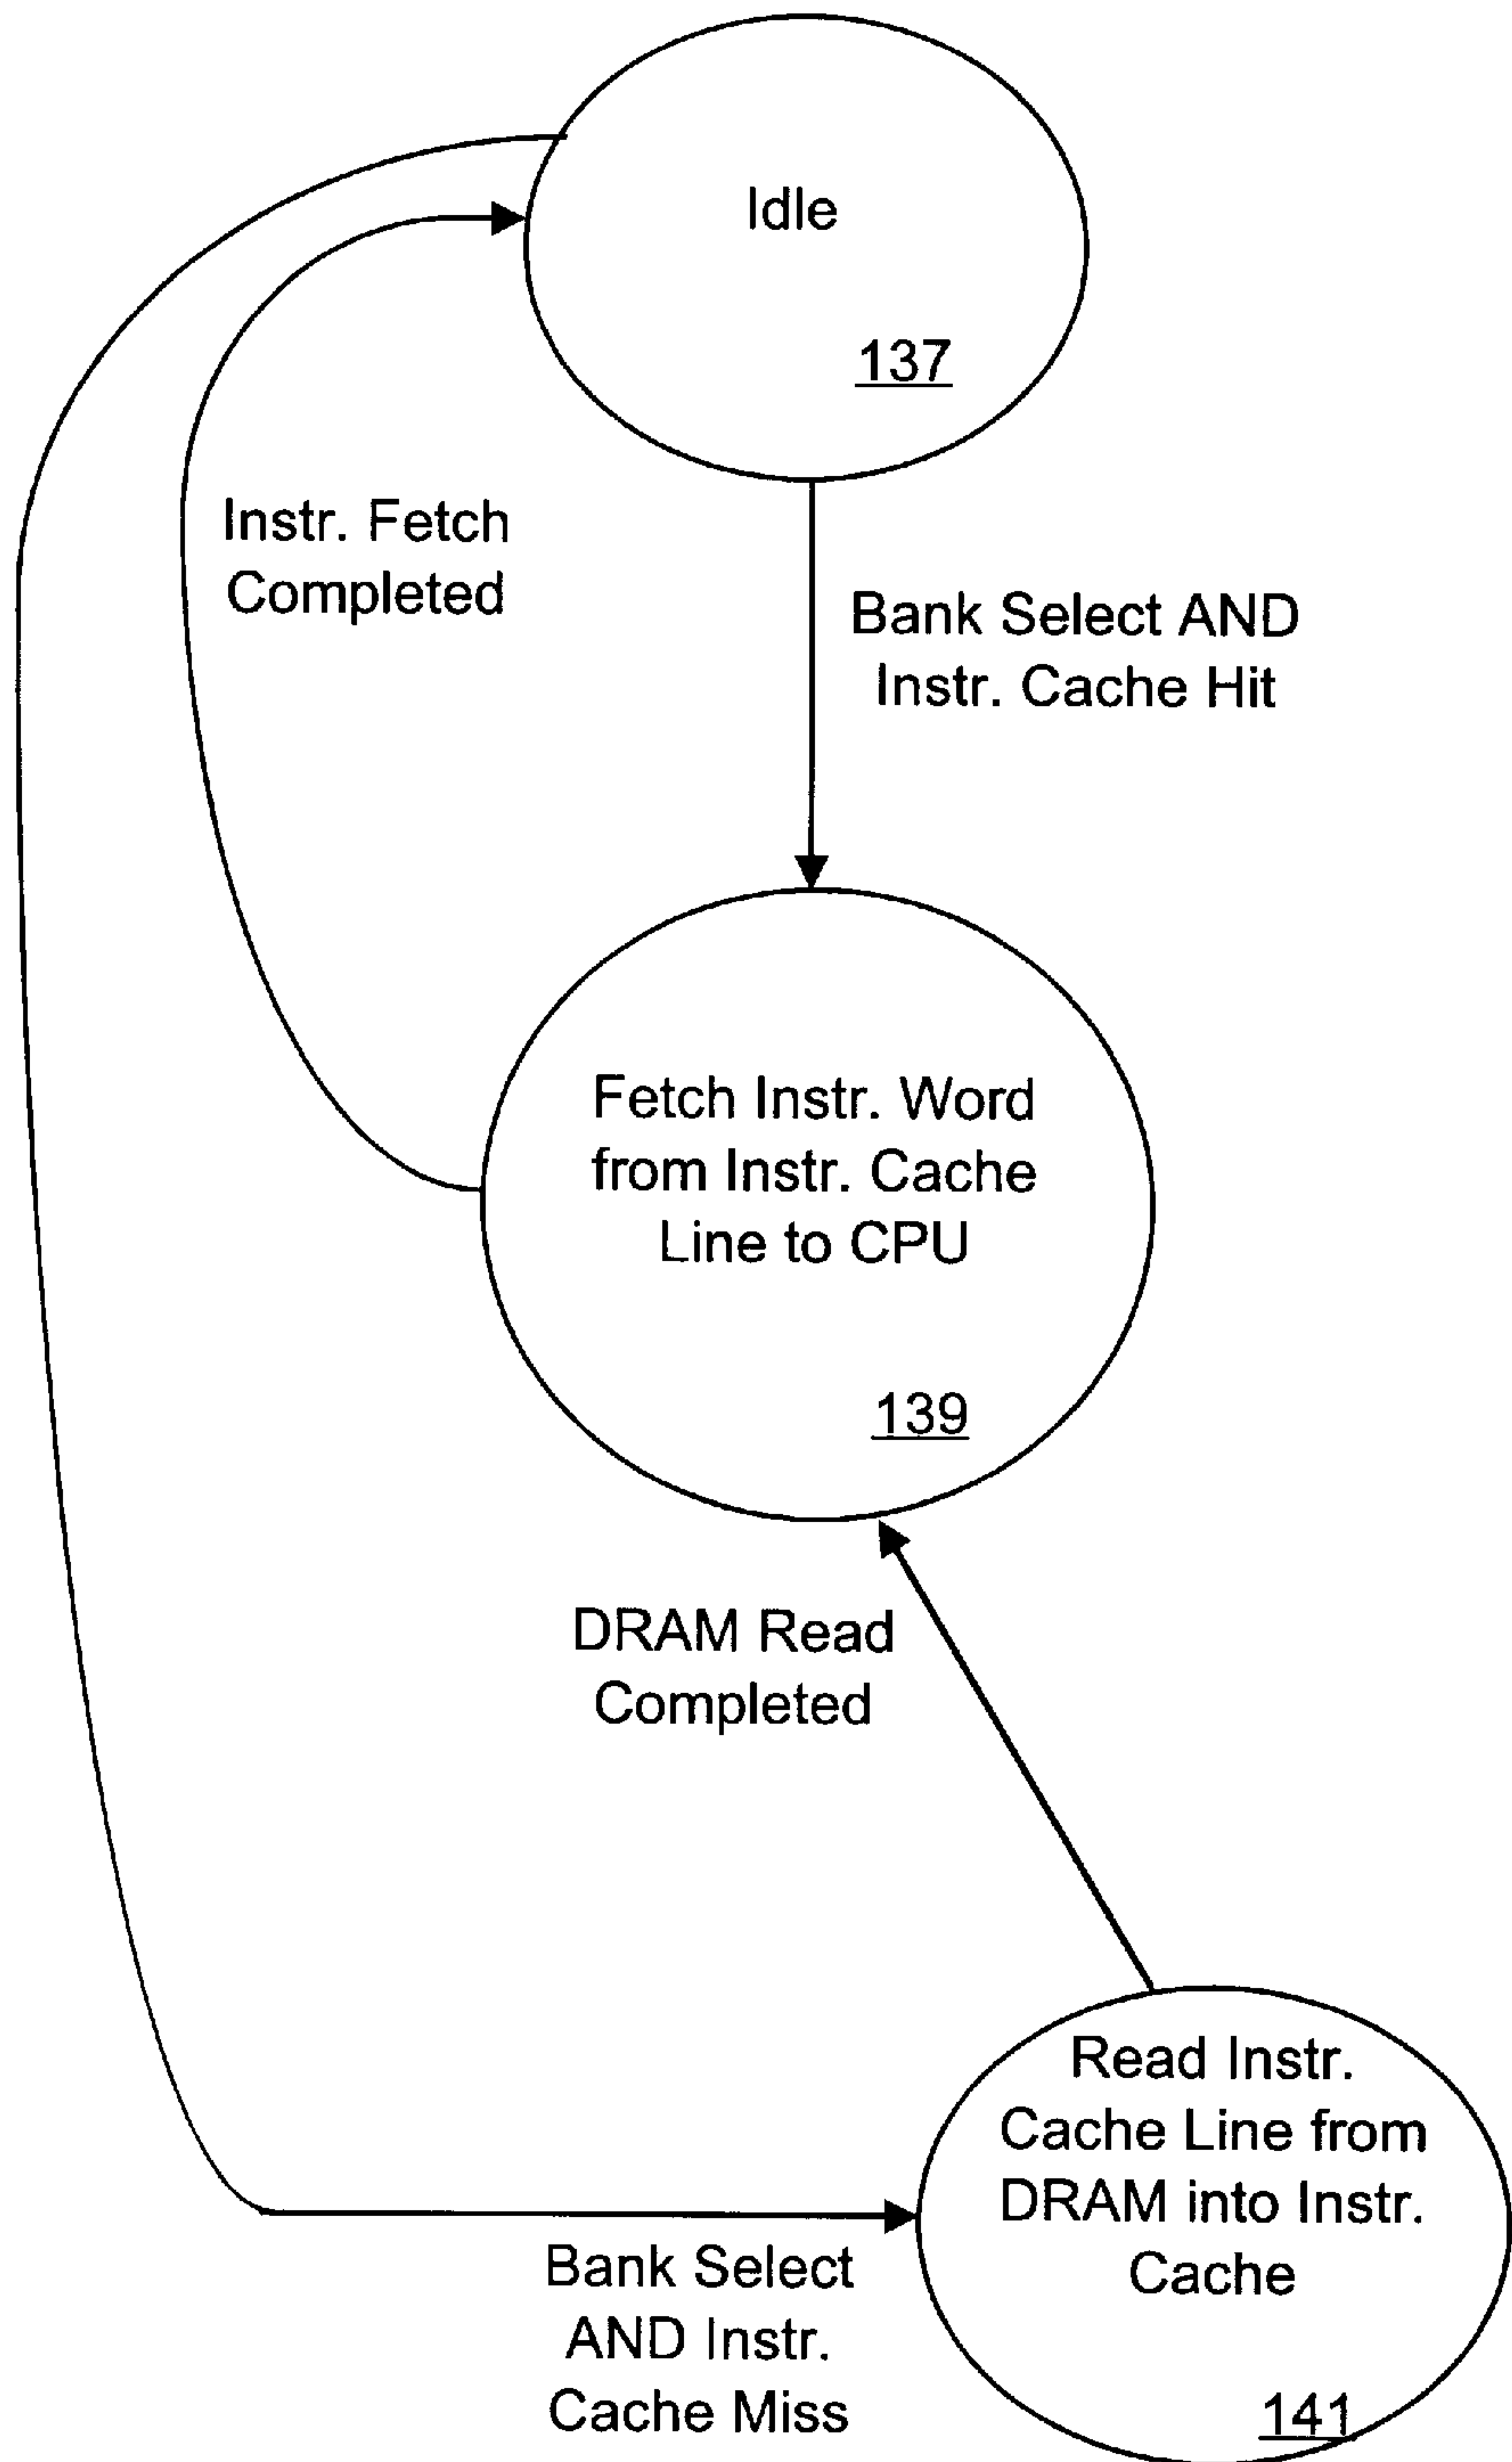 Idle
137
Instr. Fetch
Completed
Bank Select AND
Instr. Cache Hit
Fetch Instr. Word
from Instr. Cache
Line to CPU
139
DRAM Read
Completed
Read Instr.
Cache Line from
DRAM into Instr.
Cache
141
Bank Select
AND Instr.
Cache Miss